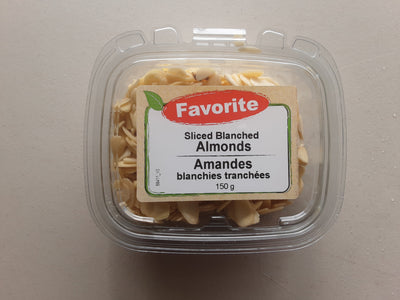 Favorite
Sliced Blanched
Almonds
Amandes
blanchies tranchées
150 g